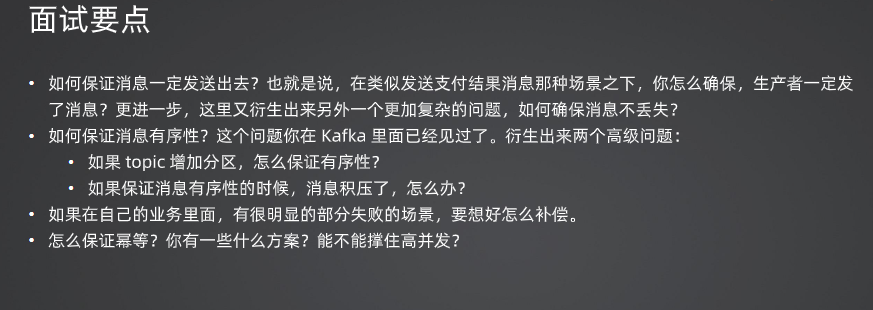 面试要点
• 如何保证消息一定发送出去？也就是说，在类似发送支付结果消息那种场景之下，你怎么确保，生产者一定发
了消息？更进一步，这里又衍生出来另外一个更加复杂的问题，如何确保消息不丢失？
• 如何保证消息有序性？这个问题你在 Kafka 里面已经见过了。衍生出来两个高级问题：
• 如果 topic 增加分区，怎么保证有序性？
• 如果保证消息有序性的时候，消息积压了，怎么办？
• 如果在自己的业务里面，有很明显的部分失败的场景，要想好怎么补偿。
• 怎么保证幂等？你有一些什么方案？能不能撑住高并发？